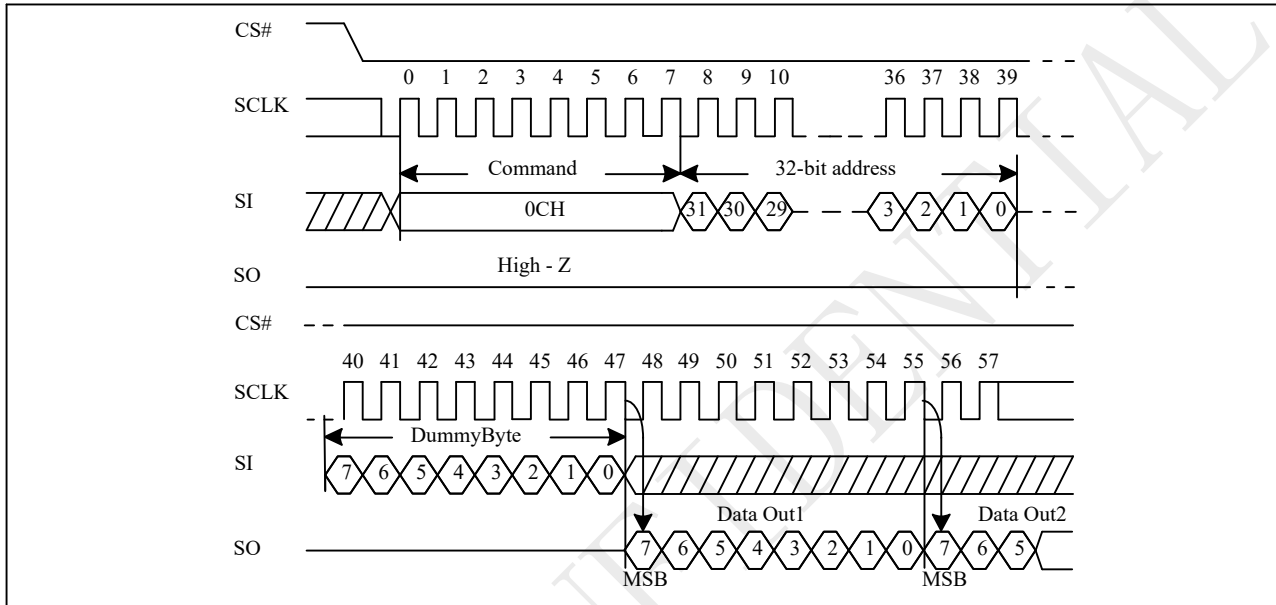 CS#
0 1 2 3 4 5 6 7 8 9 10 36 37 38 39
SCLK
Command 32-bit address
SI 0CH 31 30 29 3 2 1 0
High - Z
SO
CS#
40 41 42 43 44 45 46 47 48 49 50 51 52 53 54 55 56 57
SCLK
DummyByte
SI 7 6 5 4 3 2 1 0
Data Out1 Data Out2
SO 7 6 5 4 3 2 1 0 7 6 5
MSB MSB